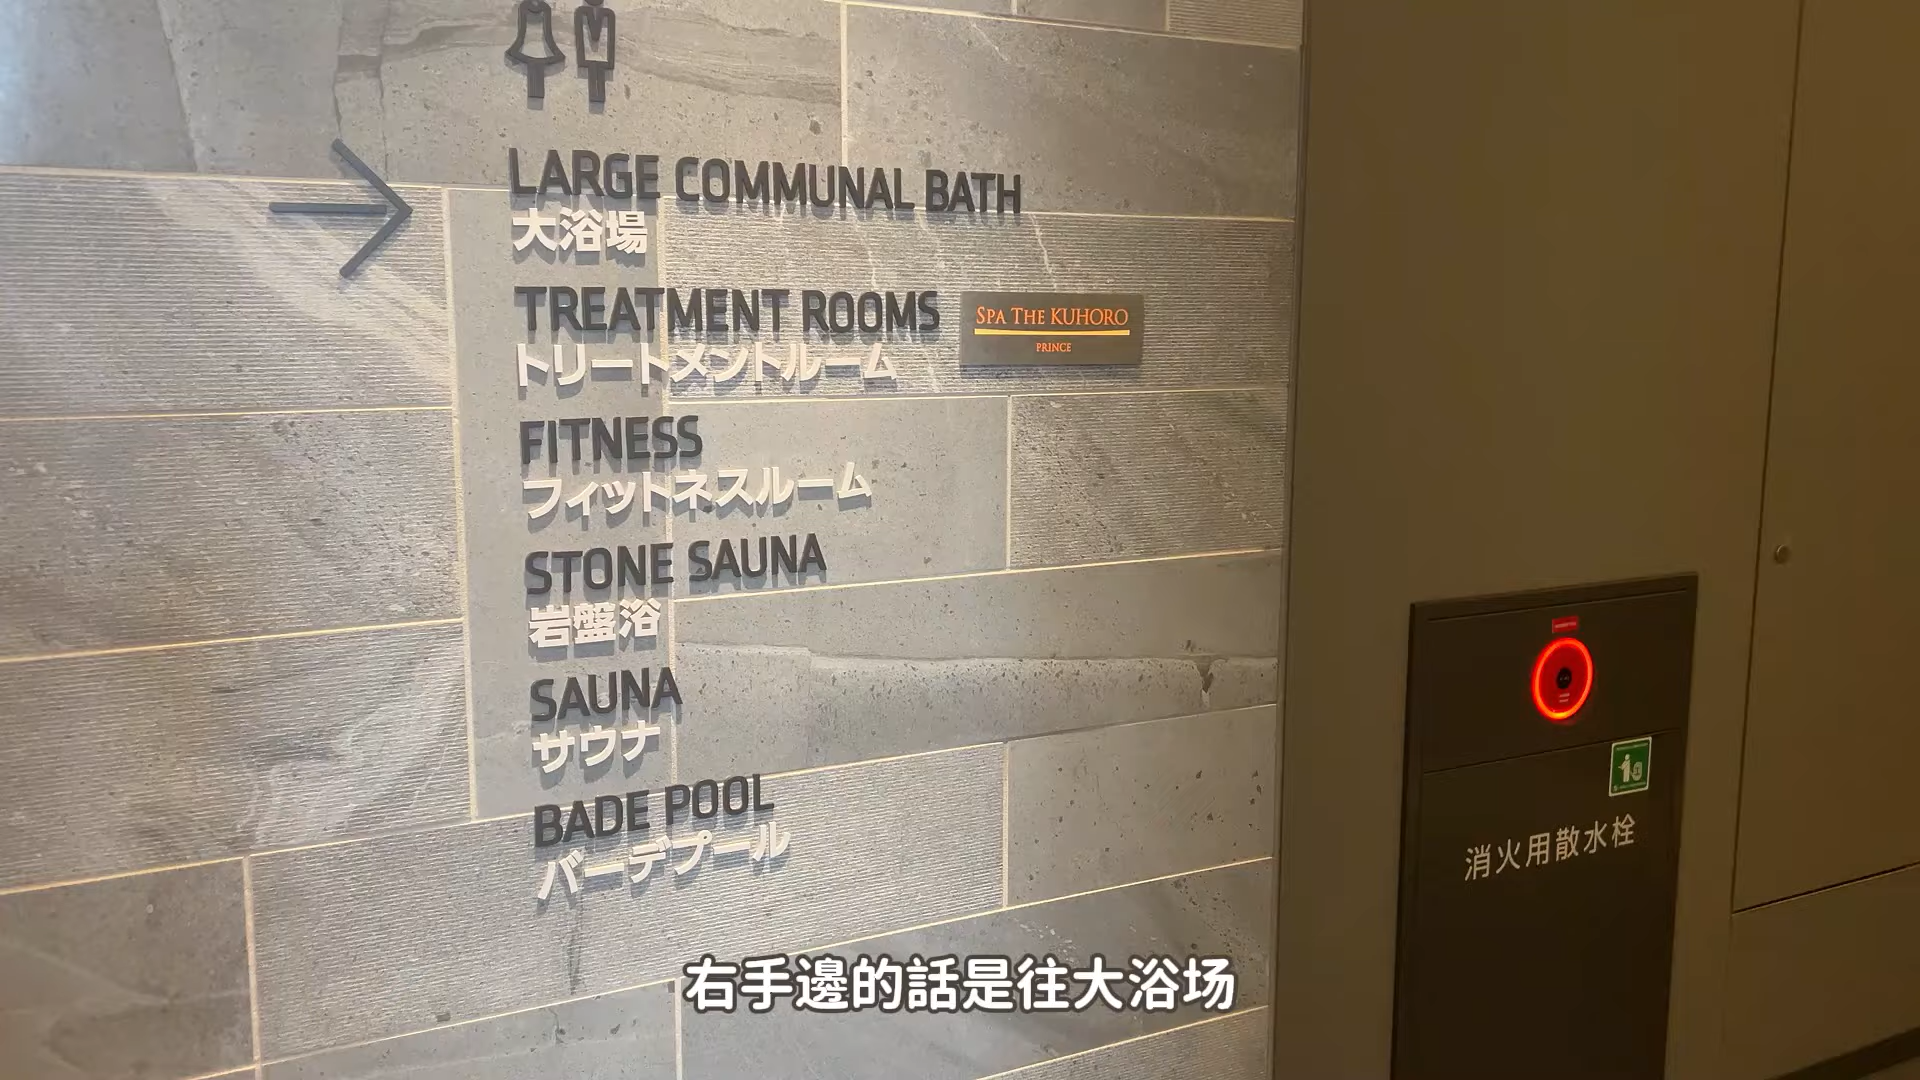 LARGE COMMUNAL BATH
大浴場
TREATMENT ROOMS
トリートメントルーム
SPA THE KUHORO
PRINCE
FITNESS
フィットネスルーム
STONE SAUNA
岩盤浴
SAUNA
サウナ
BADE POOL
バーデプール
消火用散水栓
右手邊的話是往大浴场